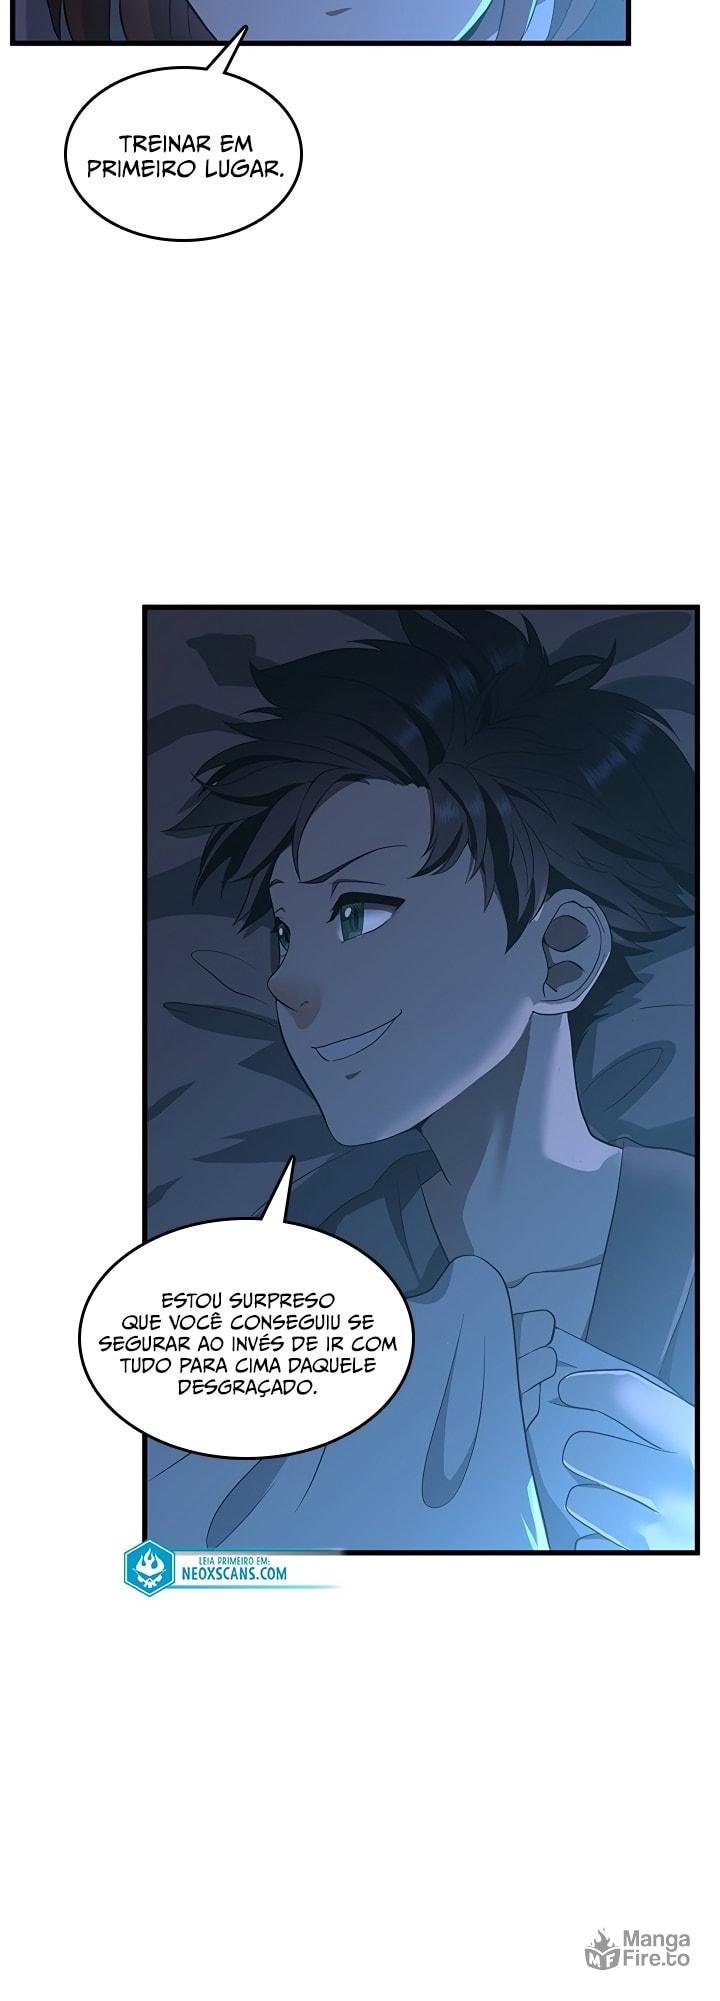 TREINAR EM
PRIMEIRO LUGAR.
ESTOU SURPRESO
QUE VOCÊ CONSEGUIU SE
SEGURAR AO INVÉS DE IR COM
TUDO PARA CIMA DAQUELE
DESGRAÇADO.
LEIA PRIMEIRO EM:
NEOXSCANS.COM
Manga
MF Fire.to